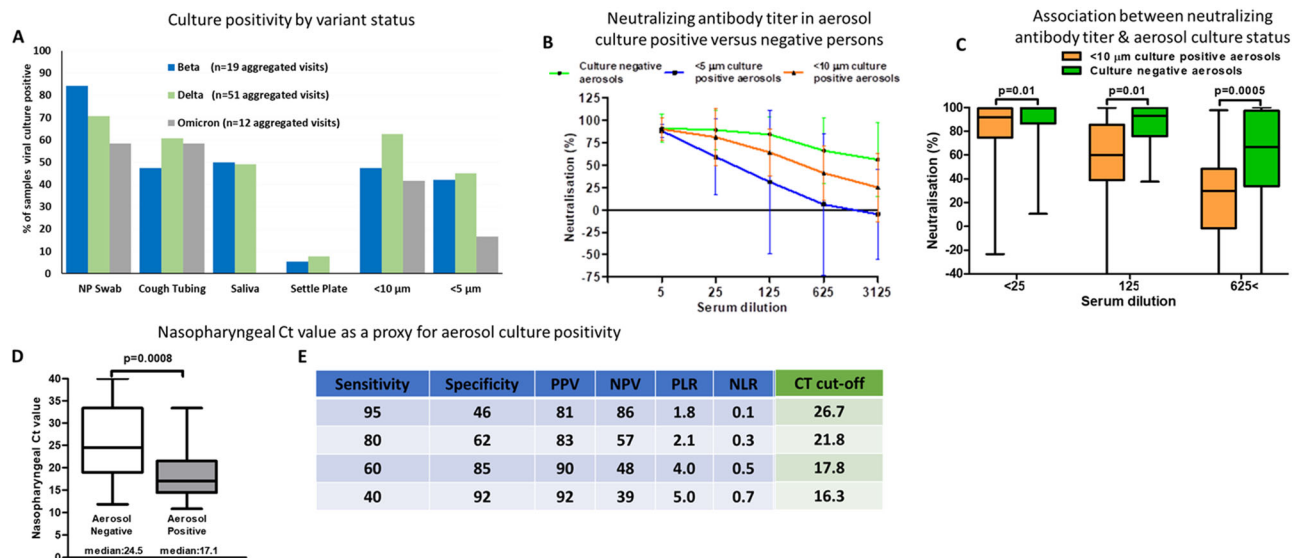 Culture positivity by variant status
A
% of samples viral culture positive
100
90
80
70
60
50
40
30
20
10
0
Beta (n=19 aggregated visits)
Delta (n=51 aggregated visits)
Omicron (n=12 aggregated visits)
NP Swab Cough Tubing Saliva Settle Plate <10 µm <5 µm
Neutralizing antibody titer in aerosol
culture positive versus negative persons
B
Culture negative aerosols
<5 µm culture positive aerosols
<10 µm culture positive aerosols
Neutralisation (%)
125
100
75
50
25
0
-25
-50
-75
5 25 125 625 3125
Serum dilution
Association between neutralizing
antibody titer & aerosol culture status
C
<10 µm culture positive aerosols
Culture negative aerosols
p=0.01 p=0.01 p=0.0005
Neutralisation (%)
100
80
60
40
20
0
-20
-40
<25 125 625<
Serum dilution
Nasopharyngeal Ct value as a proxy for aerosol culture positivity
D
p=0.0008
Nasopharyngeal Ct value
40
35
30
25
20
15
10
5
0
Aerosol Negative
Aerosol Positive
median:24.5 median:17.1
E
Sensitivity Specificity PPV NPV PLR NLR CT cut-off
95 46 81 86 1.8 0.1 26.7
80 62 83 57 2.1 0.3 21.8
60 85 90 48 4.0 0.5 17.8
40 92 92 39 5.0 0.7 16.3